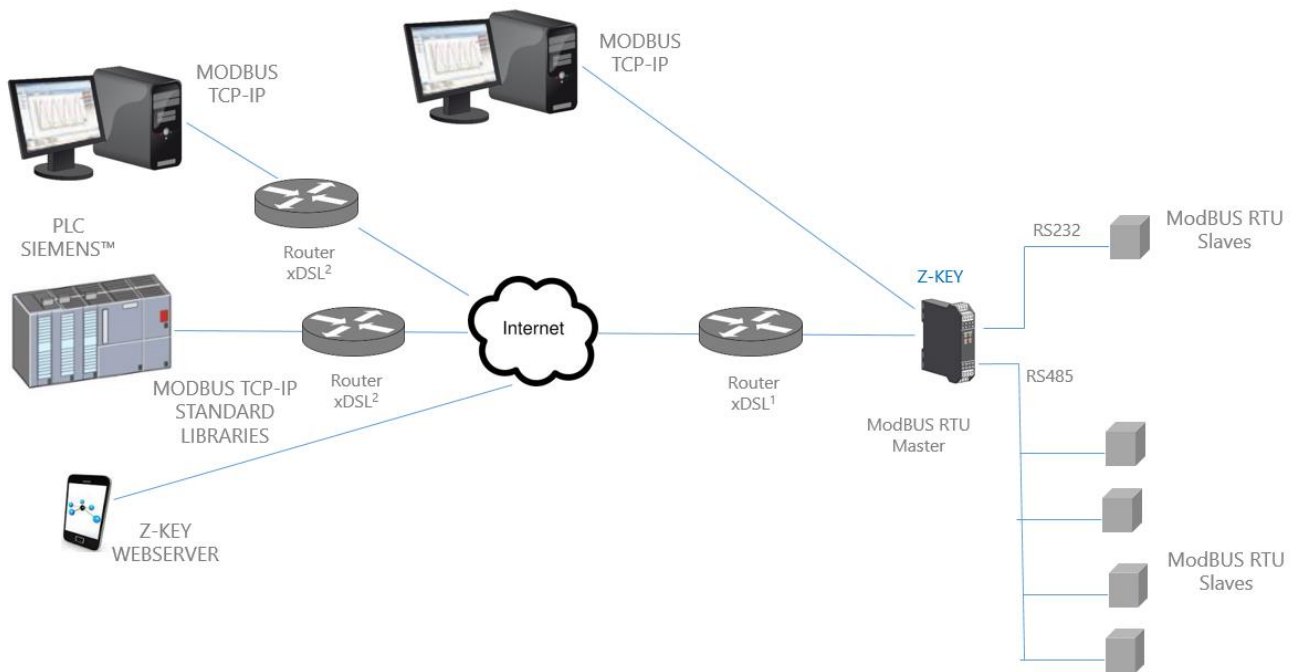 MODBUS
TCP-IP
MODBUS
TCP-IP
PLC
SIEMENS™
Router
xDSL²
MODBUS TCP-IP
STANDARD
LIBRARIES
Router
xDSL²
Internet
Router
xDSL¹
Z-KEY
WEBSERVER
Z-KEY
ModBUS RTU
Master
RS232
ModBUS RTU
Slaves
RS485
ModBUS RTU
Slaves